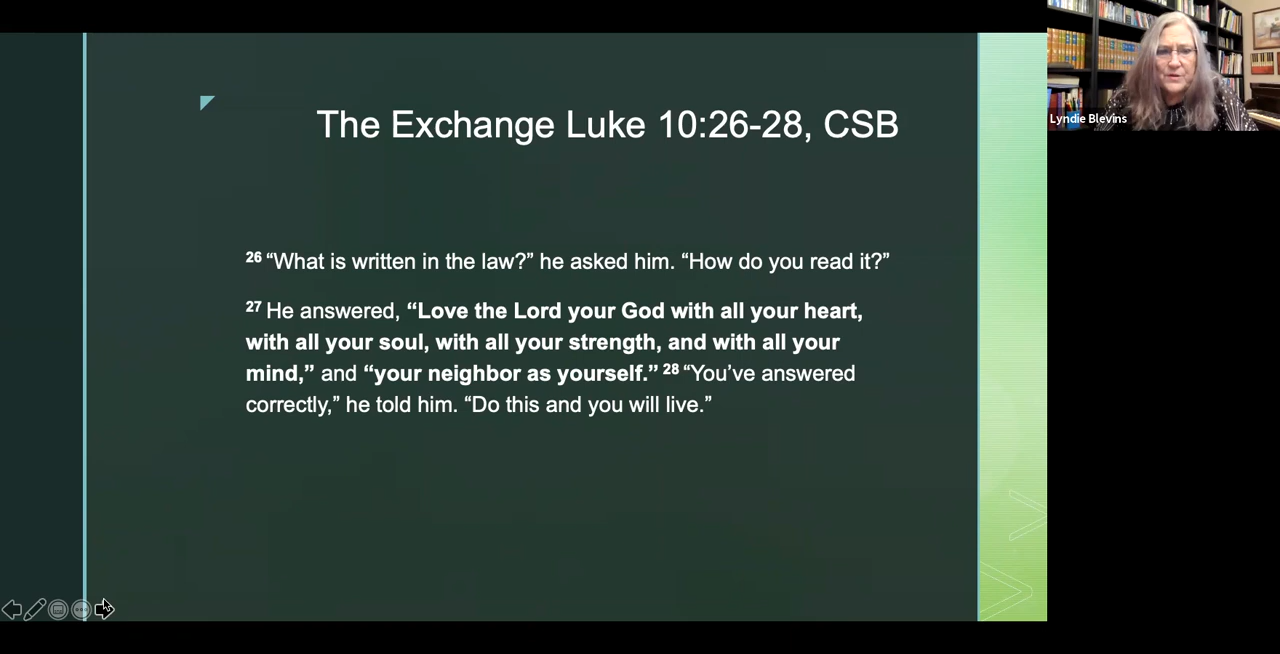 The Exchange Luke 10:26-28, CSB
26 “What is written in the law?” he asked him. “How do you read it?”
27 He answered, “Love the Lord your God with all your heart,
with all your soul, with all your strength, and with all your
mind,” and “your neighbor as yourself.” 28 “You’ve answered
correctly,” he told him. “Do this and you will live.”
Lyndie Blevins